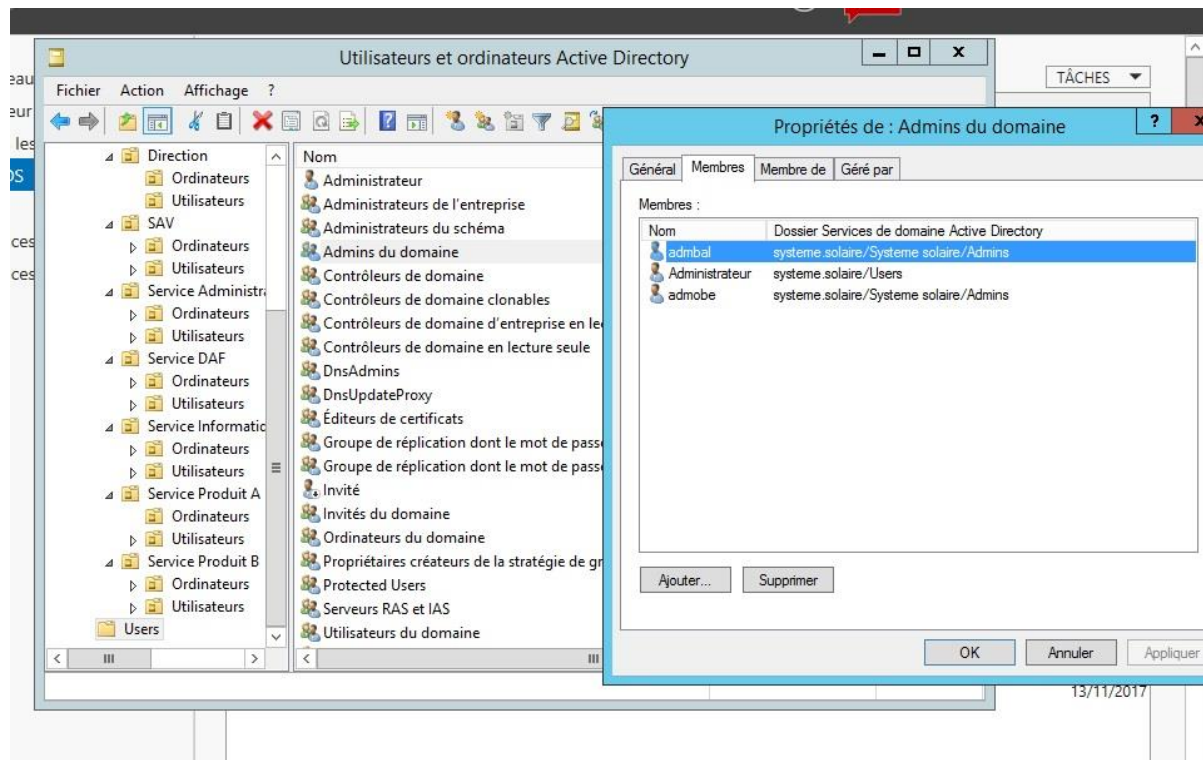 Utilisateurs et ordinateurs Active Directory
TÂCHES
Fichier Action Affichage ?
Direction
Ordinateurs
Utilisateurs
SAV
Ordinateurs
Utilisateurs
Service Administra
Ordinateurs
Utilisateurs
Service DAF
Ordinateurs
Utilisateurs
Service Informatic
Ordinateurs
Utilisateurs
Service Produit A
Ordinateurs
Utilisateurs
Service Produit B
Ordinateurs
Utilisateurs
Users
Nom
Administrateur
Administrateurs de l'entreprise
Administrateurs du schéma
Admins du domaine
Contrôleurs de domaine
Contrôleurs de domaine clonables
Contrôleurs de domaine d'entreprise en le
Contrôleurs de domaine en lecture seule
DnsAdmins
DnsUpdateProxy
Éditeurs de certificats
Groupe de réplication dont le mot de passe
Groupe de réplication dont le mot de passe
Invité
Invités du domaine
Ordinateurs du domaine
Propriétaires créateurs de la stratégie de gr
Protected Users
Serveurs RAS et IAS
Utilisateurs du domaine
Propriétés de : Admins du domaine
? x
Général Membres Membre de Géré par
Membres :
Nom Dossier Services de domaine Active Directory
admbal systeme.solaire/Systeme solaire/Admins
Administrateur systeme.solaire/Users
admobe systeme.solaire/Systeme solaire/Admins
Ajouter... Supprimer
OK Annuler Appliquer
13/11/2017